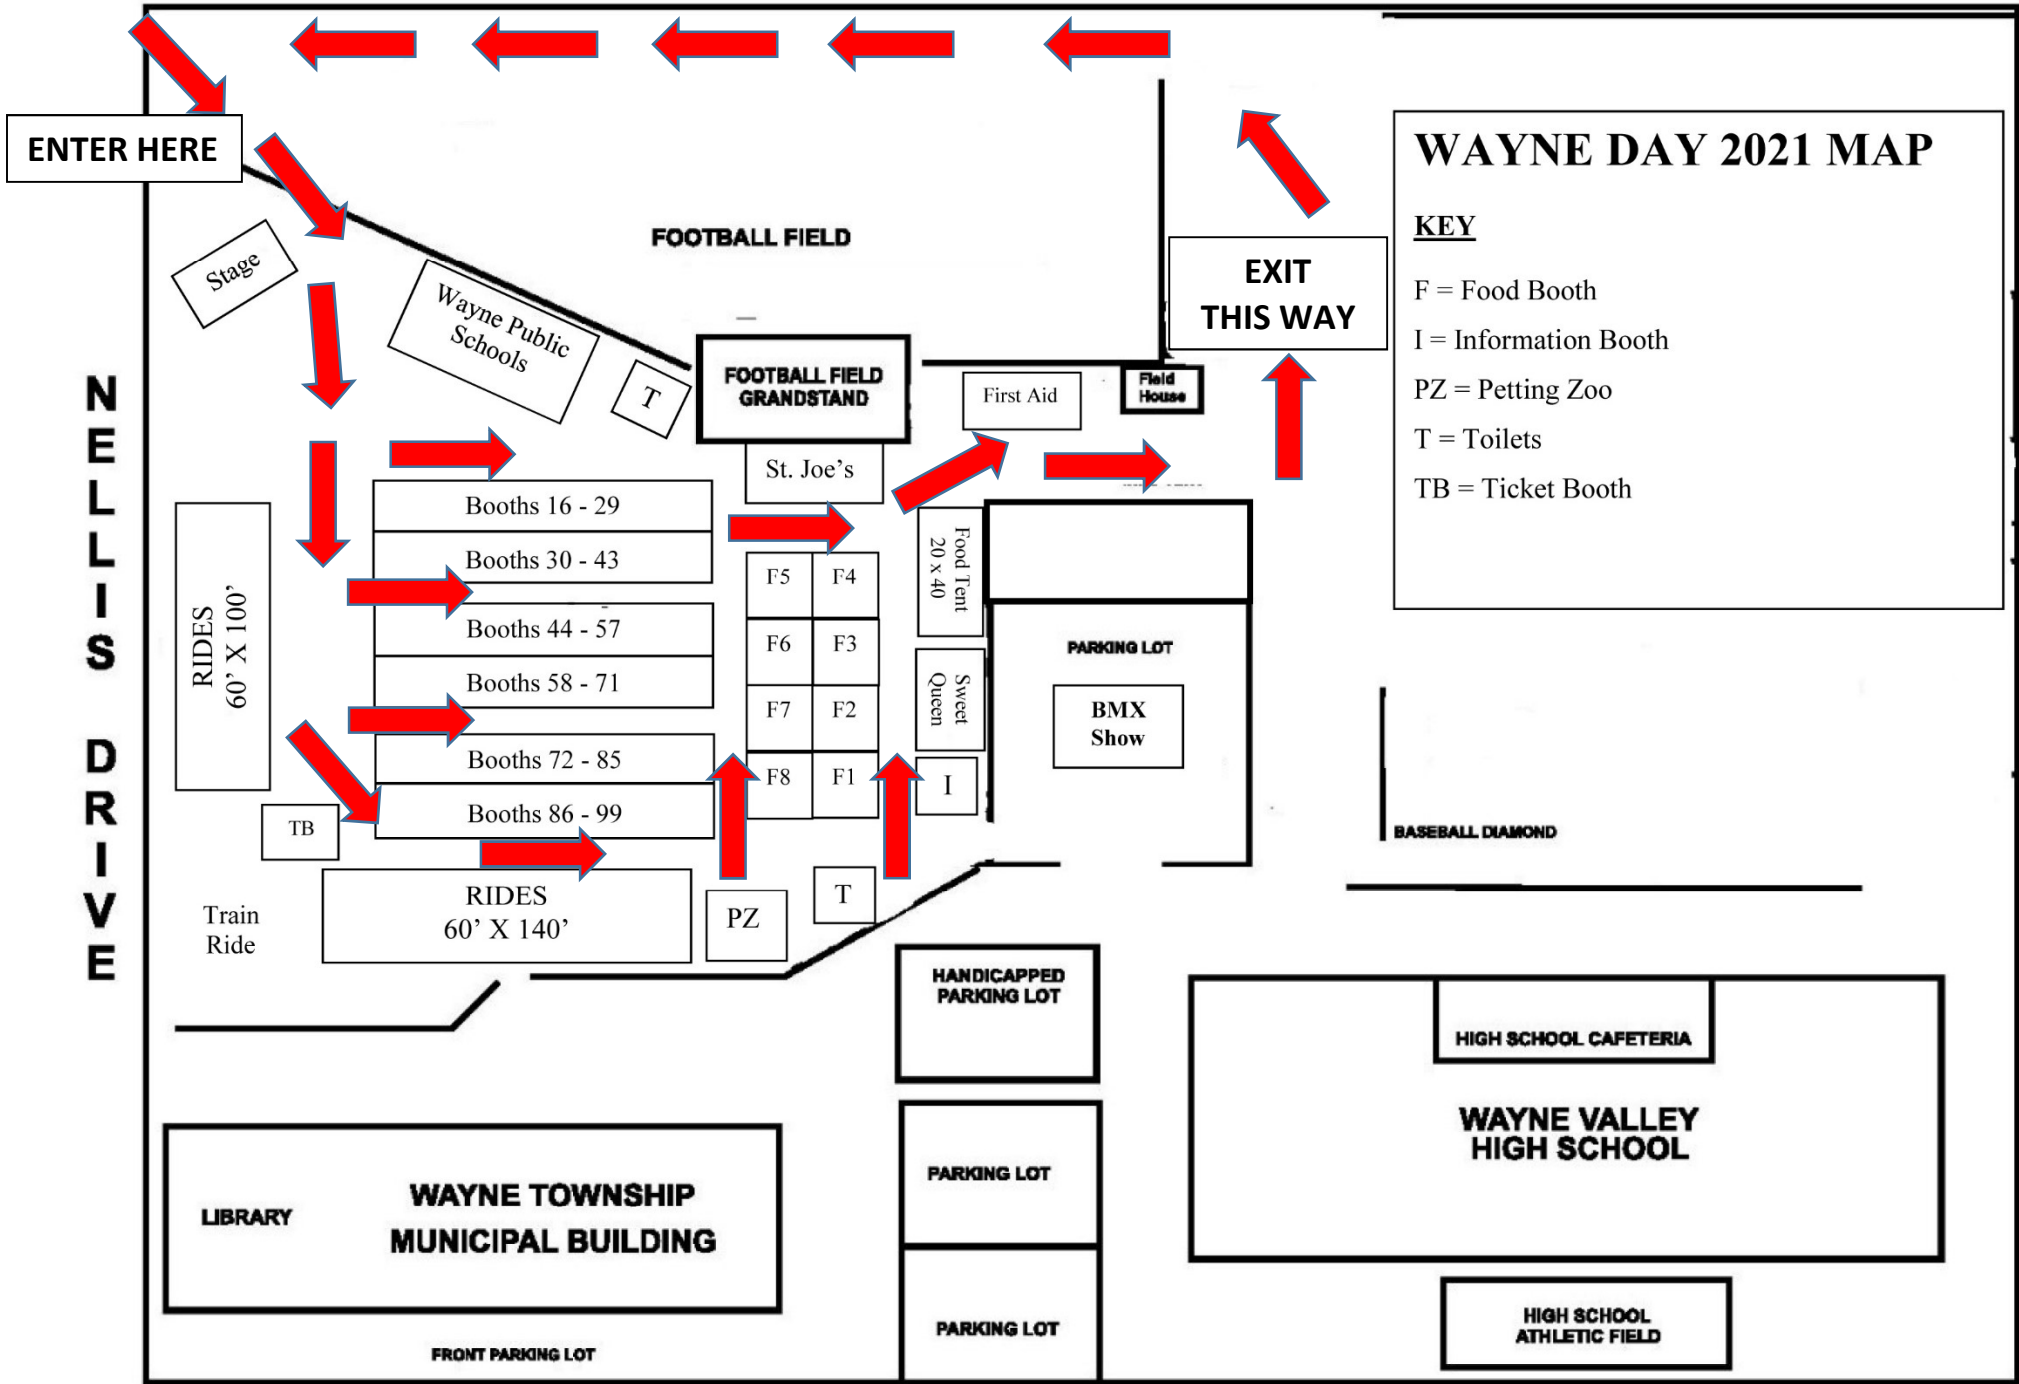 ENTER HERE
WAYNE DAY 2021 MAP
KEY
F = Food Booth
I = Information Booth
PZ = Petting Zoo
T = Toilets
TB = Ticket Booth
FOOTBALL FIELD
EXIT
THIS WAY
Stage
Wayne Public
Schools
T
FOOTBALL FIELD
GRANDSTAND
First Aid
Field
House
St. Joe's
NELLIS DRIVE
RIDES
60' X 100'
Booths 16 - 29
Booths 30 - 43
Booths 44 - 57
Booths 58 - 71
Booths 72 - 85
Booths 86 - 99
F5
F4
F6
F3
F7
F2
F8
F1
Food Tent
20 x 40
Sweet
Queen
I
PARKING LOT
BMX
Show
BASEBALL DIAMOND
TB
Train
Ride
RIDES
60' X 140'
PZ
T
HANDICAPPED
PARKING LOT
HIGH SCHOOL CAFETERIA
WAYNE VALLEY
HIGH SCHOOL
PARKING LOT
LIBRARY
WAYNE TOWNSHIP
MUNICIPAL BUILDING
PARKING LOT
HIGH SCHOOL
ATHLETIC FIELD
FRONT PARKING LOT